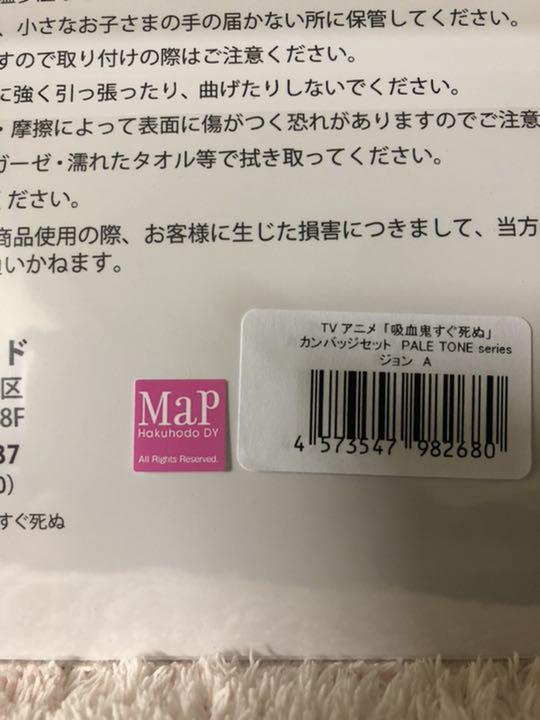 、小さなお子さまの手の届かない所に保管してください。
すので取り付けの際はご注意ください。
に強く引っ張ったり、曲げたりしないでください。
・摩擦によって表面に傷がつく恐れがありますのでご注意
ガーゼ・濡れたタオル等で拭き取ってください。
ください。
商品使用の際、お客様に生じた損害につきまして、当方
負いかねます。
TV アニメ「吸血鬼すぐ死ぬ」
カンバッジセット PALE TONE series
ジョン A
4 573547 982680
MaP
Hakuhodo DY
All Rights Reserved.
ド
区
8F
37
0)
すぐ死ぬ